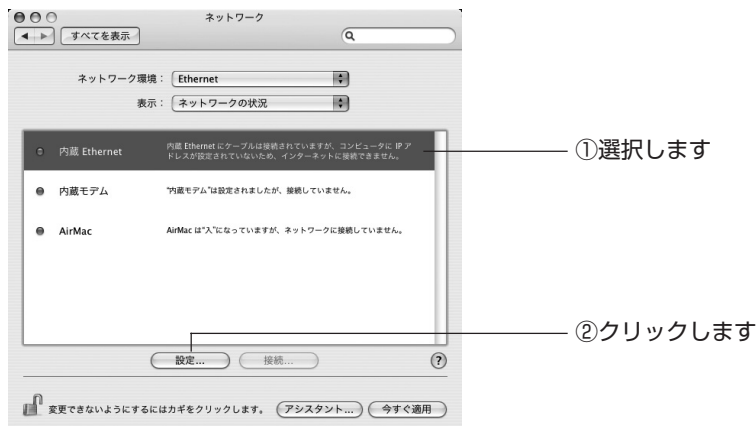 ネットワーク
すべてを表示
ネットワーク環境： Ethernet
表示： ネットワークの状況
内蔵 Ethernet
内蔵 Ethernet にケーブルは接続されていますが、コンピュータに IP ア
ドレスが設定されていないため、インターネットに接続できません。
①選択します
内蔵モデム
“内蔵モデム”は設定されましたが、接続していません。
AirMac
AirMac は“入”になっていますが、ネットワークに接続していません。
②クリックします
設定... 接続... ?
変更できないようにするにはカギをクリックします。 アシスタント... 今すぐ適用